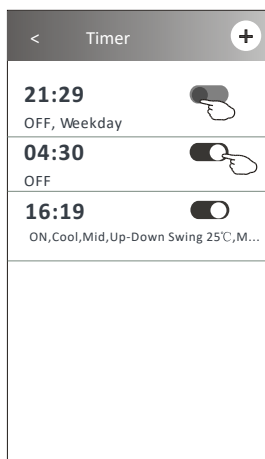 < Timer +
21:29
OFF, Weekday
04:30
OFF
16:19
ON,Cool,Mid,Up-Down Swing 25℃,M...